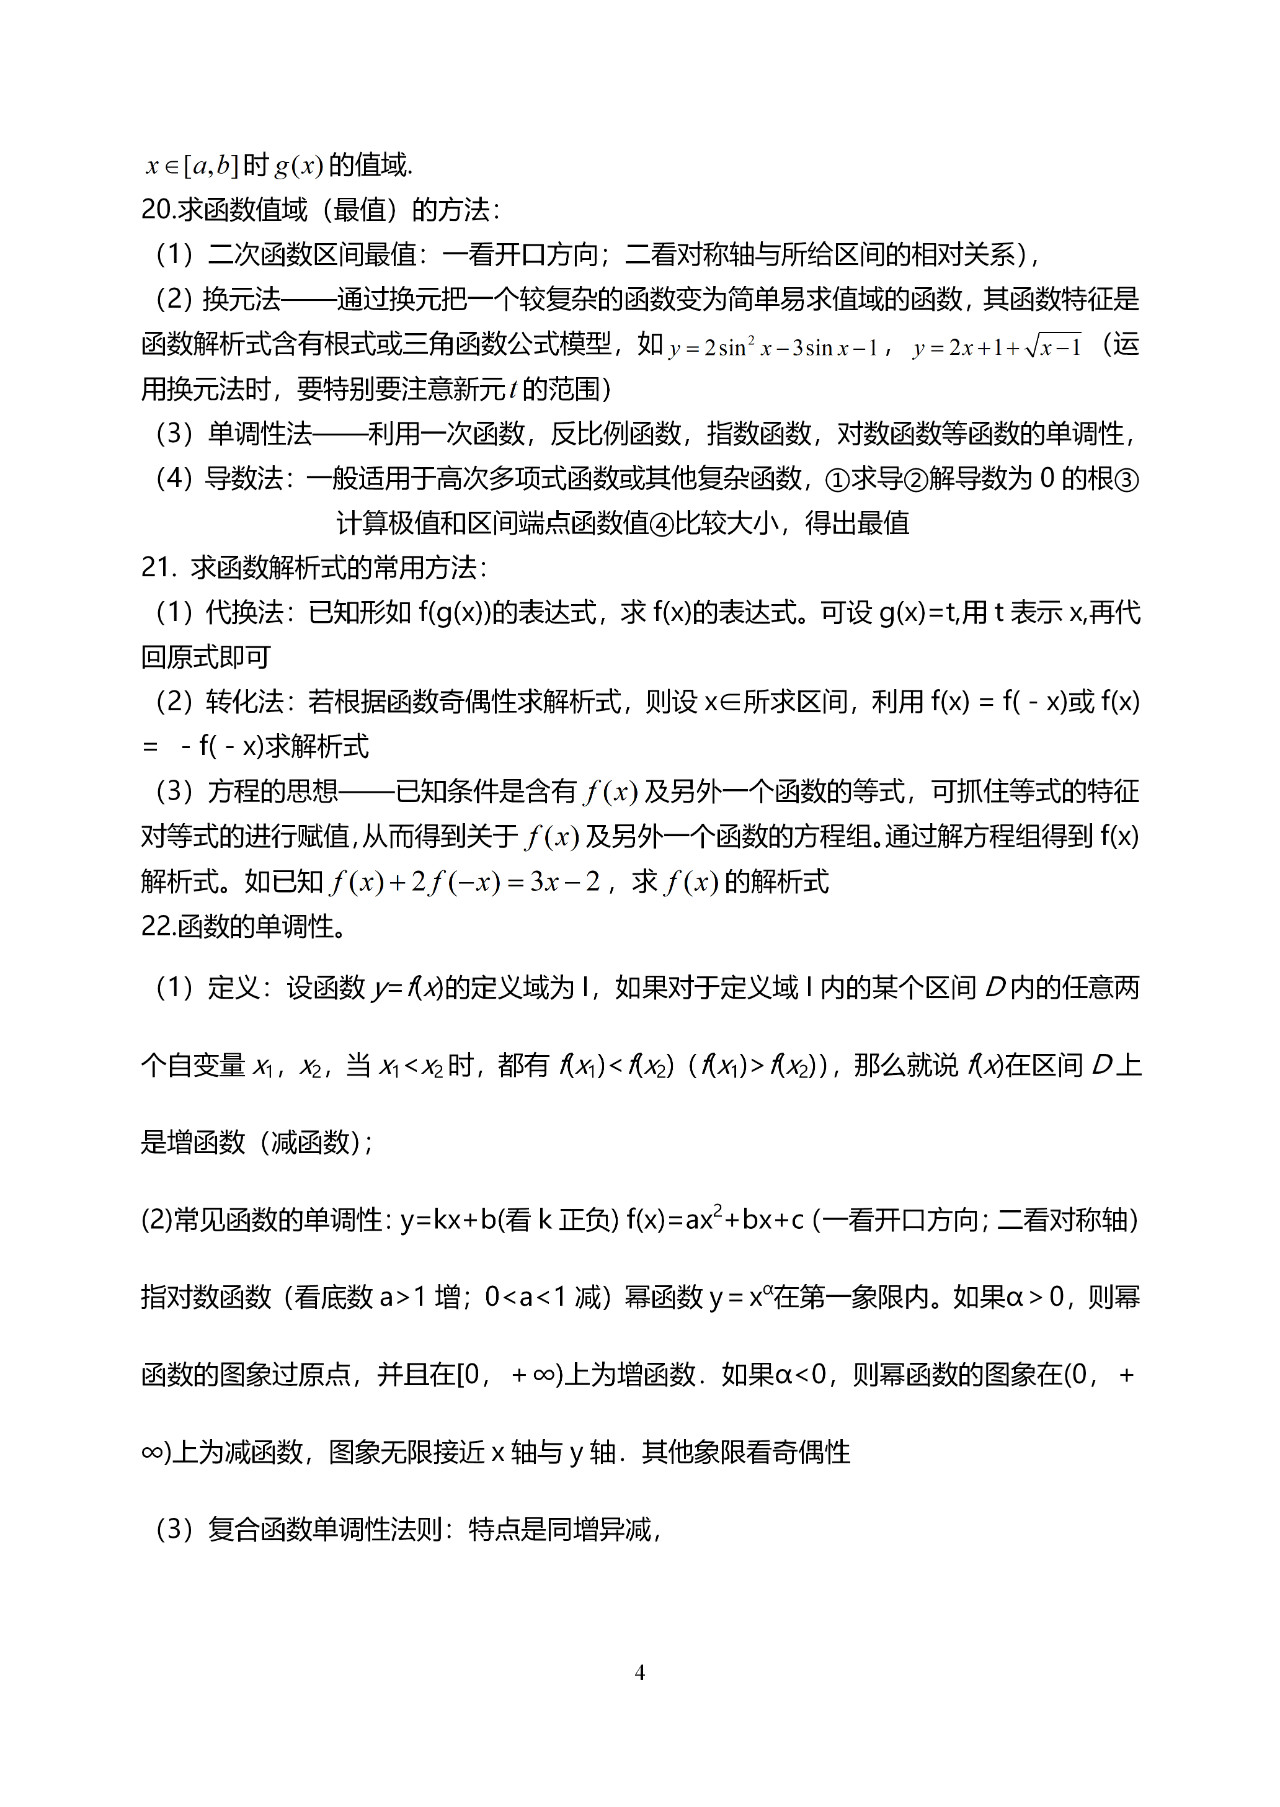 x∈[a,b]时 g(x) 的值域.
20.求函数值域（最值）的方法：
（1）二次函数区间最值：一看开口方向；二看对称轴与所给区间的相对关系），
（2）换元法——通过换元把一个较复杂的函数变为简单易求值域的函数，其函数特征是
函数解析式含有根式或三角函数公式模型，如 y=2sin² x−3sin x−1，y=2x+1+√(x−1)（运
用换元法时，要特别要注意新元 t 的范围）
（3）单调性法——利用一次函数，反比例函数，指数函数，对数函数等函数的单调性，
（4）导数法：一般适用于高次多项式函数或其他复杂函数，①求导②解导数为 0 的根③
计算极值和区间端点函数值④比较大小，得出最值
21. 求函数解析式的常用方法：
（1）代换法：已知形如 f(g(x))的表达式，求 f(x)的表达式。可设 g(x)=t,用 t 表示 x,再代
回原式即可
（2）转化法：若根据函数奇偶性求解析式，则设 x∈所求区间，利用 f(x) = f( - x)或 f(x)
= - f( - x)求解析式
（3）方程的思想——已知条件是含有 f(x) 及另外一个函数的等式，可抓住等式的特征
对等式的进行赋值，从而得到关于 f(x) 及另外一个函数的方程组。通过解方程组得到 f(x)
解析式。如已知 f(x)+2f(−x)=3x−2，求 f(x) 的解析式
22.函数的单调性。
（1）定义：设函数 y=f(x)的定义域为 I，如果对于定义域 I 内的某个区间 D 内的任意两
个自变量 x₁，x₂，当 x₁<x₂ 时，都有 f(x₁)<f(x₂)（f(x₁)>f(x₂)），那么就说 f(x)在区间 D 上
是增函数（减函数）；
(2)常见函数的单调性：y=kx+b(看 k 正负) f(x)=ax²+bx+c (一看开口方向；二看对称轴)
指对数函数（看底数 a>1 增；0<a<1 减）幂函数 y = xᵅ在第一象限内。如果α > 0，则幂
函数的图象过原点，并且在[0，+∞)上为增函数．如果α<0，则幂函数的图象在(0，+
∞)上为减函数，图象无限接近 x 轴与 y 轴．其他象限看奇偶性
（3）复合函数单调性法则：特点是同增异减，
4